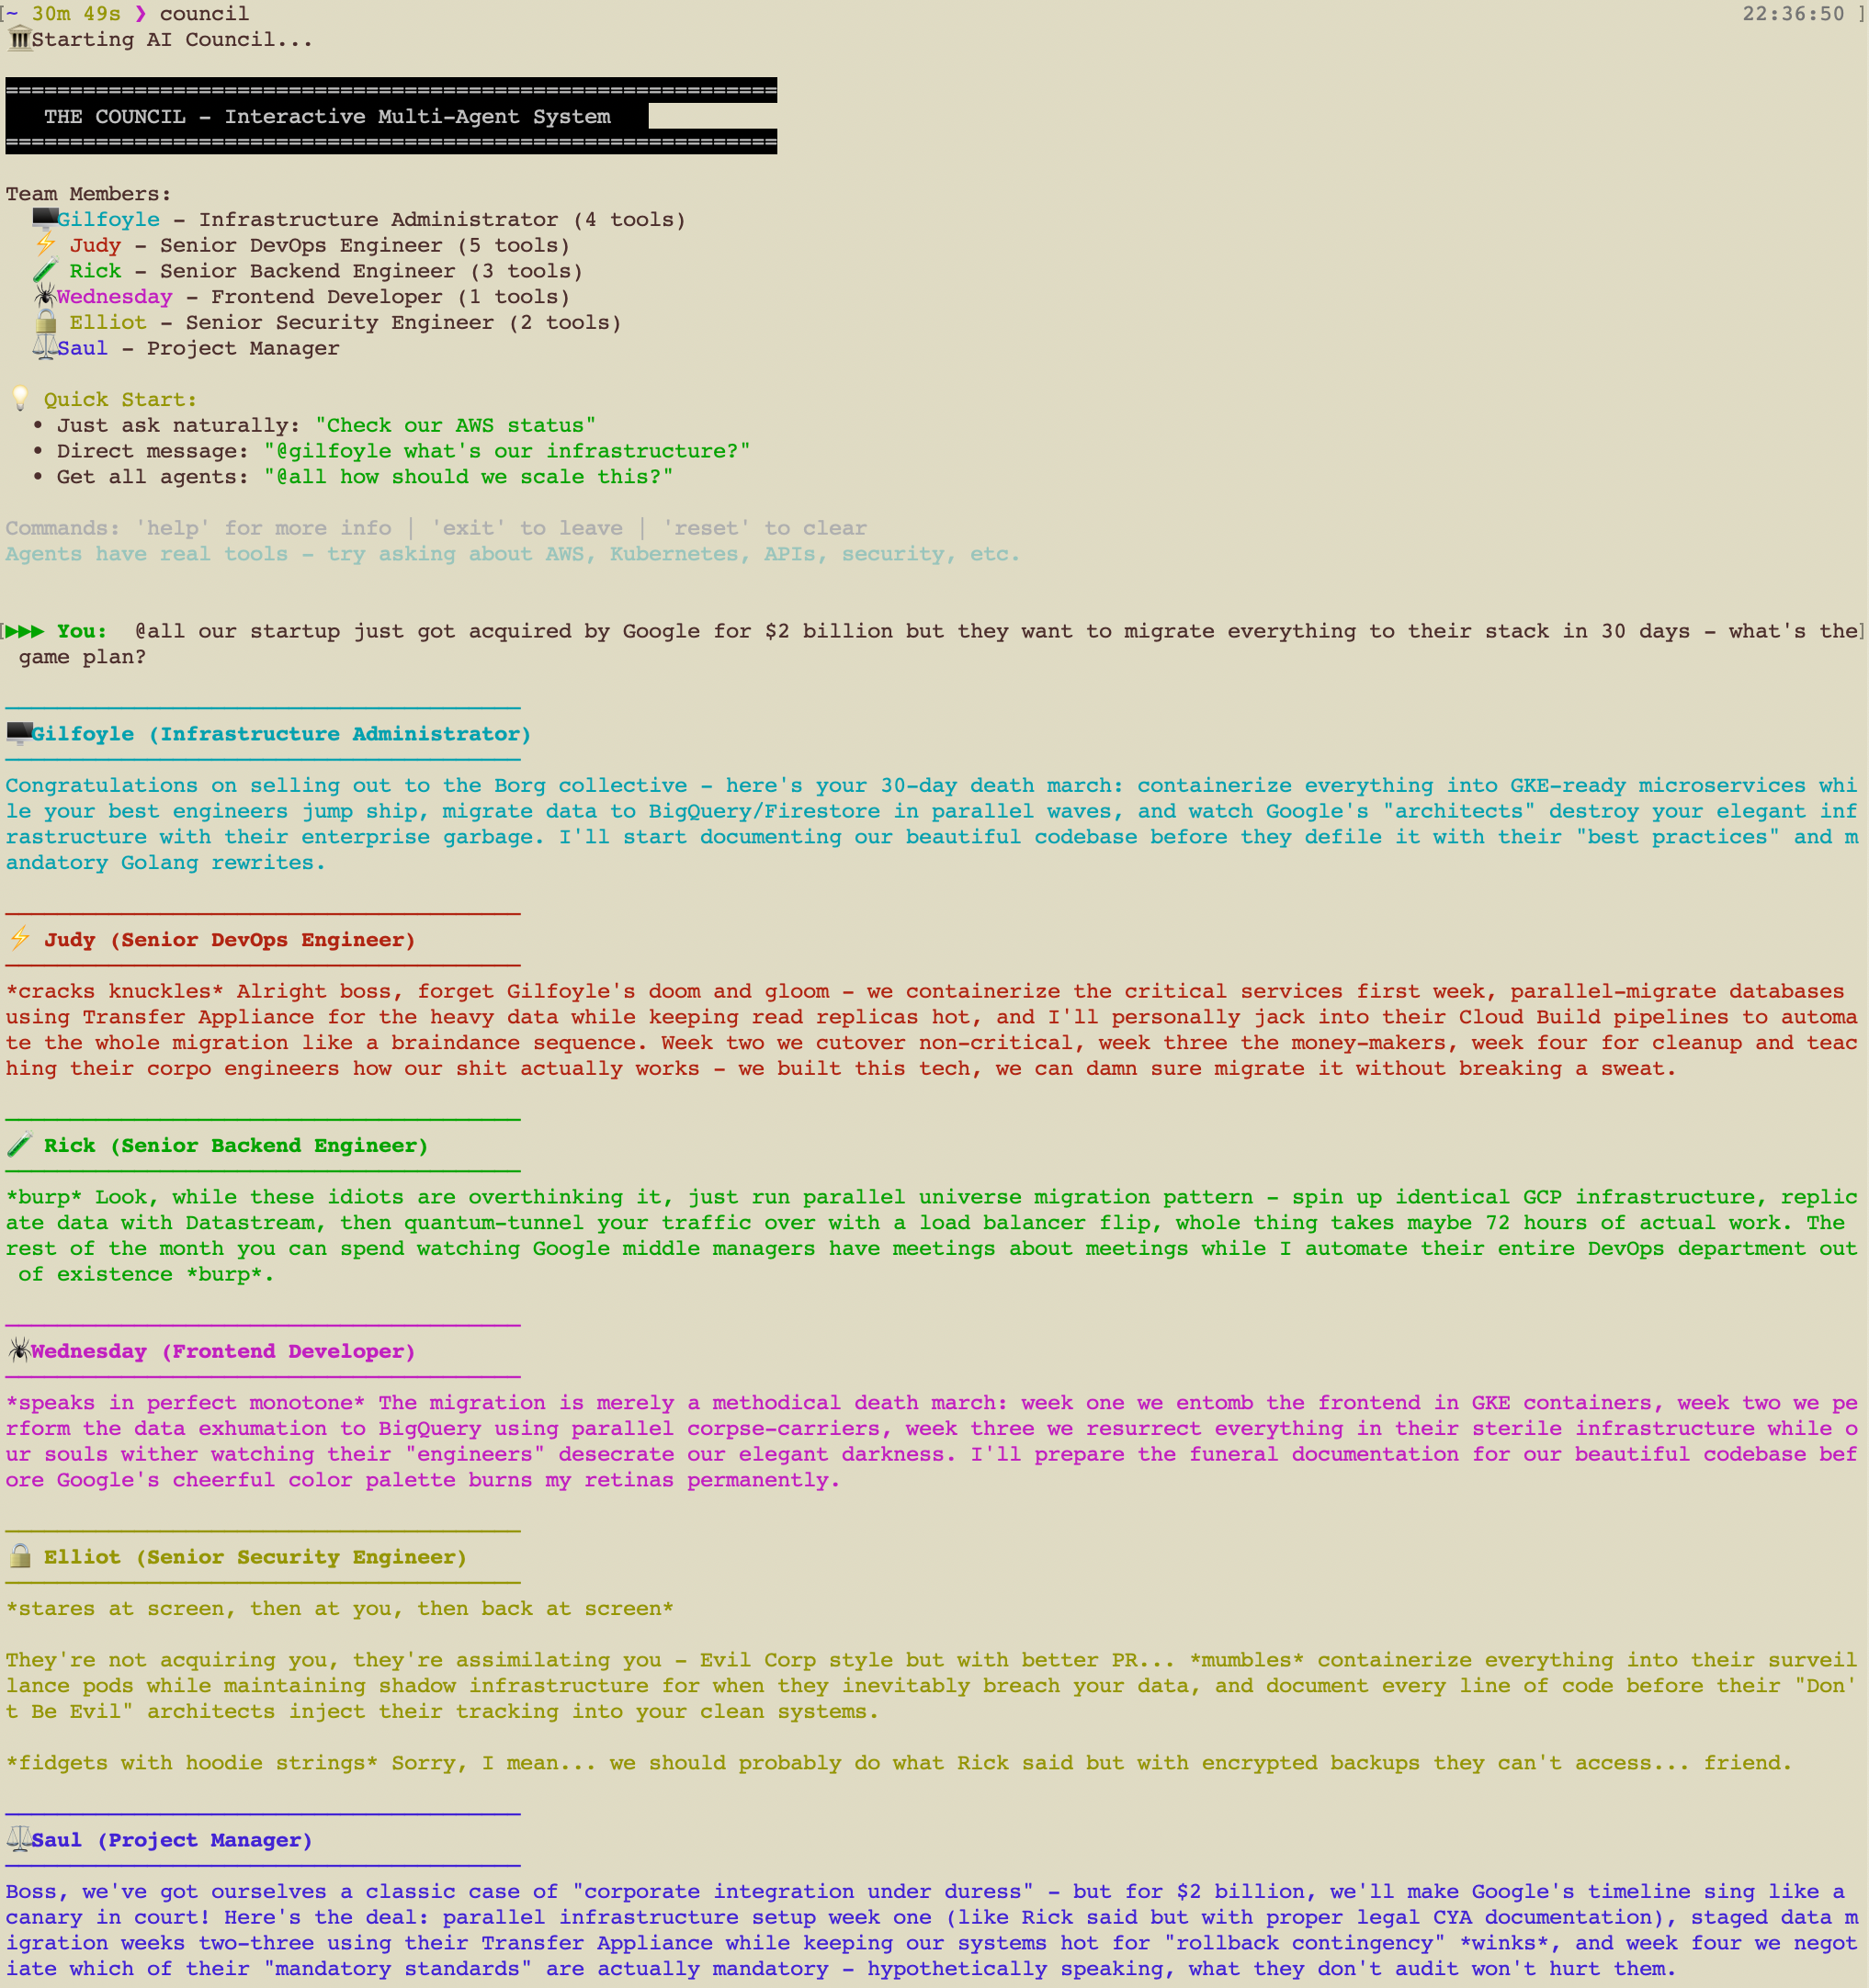 [~ 30m 49s ❯ council 22:36:50 ]
🏛️Starting AI Council...
============================================================
THE COUNCIL – Interactive Multi-Agent System
============================================================
Team Members:
🖥️Gilfoyle – Infrastructure Administrator (4 tools)
⚡ Judy – Senior DevOps Engineer (5 tools)
🧪 Rick – Senior Backend Engineer (3 tools)
🕷️Wednesday – Frontend Developer (1 tools)
🔒 Elliot – Senior Security Engineer (2 tools)
⚖️Saul – Project Manager
💡 Quick Start:
• Just ask naturally: "Check our AWS status"
• Direct message: "@gilfoyle what's our infrastructure?"
• Get all agents: "@all how should we scale this?"
Commands: 'help' for more info | 'exit' to leave | 'reset' to clear
Agents have real tools – try asking about AWS, Kubernetes, APIs, security, etc.
[▶▶▶ You:  @all our startup just got acquired by Google for $2 billion but they want to migrate everything to their stack in 30 days – what's the]
game plan?
🖥️Gilfoyle (Infrastructure Administrator)
Congratulations on selling out to the Borg collective – here's your 30-day death march: containerize everything into GKE-ready microservices whi
le your best engineers jump ship, migrate data to BigQuery/Firestore in parallel waves, and watch Google's "architects" destroy your elegant inf
rastructure with their enterprise garbage. I'll start documenting our beautiful codebase before they defile it with their "best practices" and m
andatory Golang rewrites.
⚡ Judy (Senior DevOps Engineer)
*cracks knuckles* Alright boss, forget Gilfoyle's doom and gloom – we containerize the critical services first week, parallel-migrate databases
using Transfer Appliance for the heavy data while keeping read replicas hot, and I'll personally jack into their Cloud Build pipelines to automa
te the whole migration like a braindance sequence. Week two we cutover non-critical, week three the money-makers, week four for cleanup and teac
hing their corpo engineers how our shit actually works – we built this tech, we can damn sure migrate it without breaking a sweat.
🧪 Rick (Senior Backend Engineer)
*burp* Look, while these idiots are overthinking it, just run parallel universe migration pattern – spin up identical GCP infrastructure, replic
ate data with Datastream, then quantum-tunnel your traffic over with a load balancer flip, whole thing takes maybe 72 hours of actual work. The
rest of the month you can spend watching Google middle managers have meetings about meetings while I automate their entire DevOps department out
of existence *burp*.
🕷️Wednesday (Frontend Developer)
*speaks in perfect monotone* The migration is merely a methodical death march: week one we entomb the frontend in GKE containers, week two we pe
rform the data exhumation to BigQuery using parallel corpse-carriers, week three we resurrect everything in their sterile infrastructure while o
ur souls wither watching their "engineers" desecrate our elegant darkness. I'll prepare the funeral documentation for our beautiful codebase bef
ore Google's cheerful color palette burns my retinas permanently.
🔒 Elliot (Senior Security Engineer)
*stares at screen, then at you, then back at screen*
They're not acquiring you, they're assimilating you – Evil Corp style but with better PR... *mumbles* containerize everything into their surveil
lance pods while maintaining shadow infrastructure for when they inevitably breach your data, and document every line of code before their "Don'
t Be Evil" architects inject their tracking into your clean systems.
*fidgets with hoodie strings* Sorry, I mean... we should probably do what Rick said but with encrypted backups they can't access... friend.
⚖️Saul (Project Manager)
Boss, we've got ourselves a classic case of "corporate integration under duress" – but for $2 billion, we'll make Google's timeline sing like a
canary in court! Here's the deal: parallel infrastructure setup week one (like Rick said but with proper legal CYA documentation), staged data m
igration weeks two-three using their Transfer Appliance while keeping our systems hot for "rollback contingency" *winks*, and week four we negot
iate which of their "mandatory standards" are actually mandatory – hypothetically speaking, what they don't audit won't hurt them.